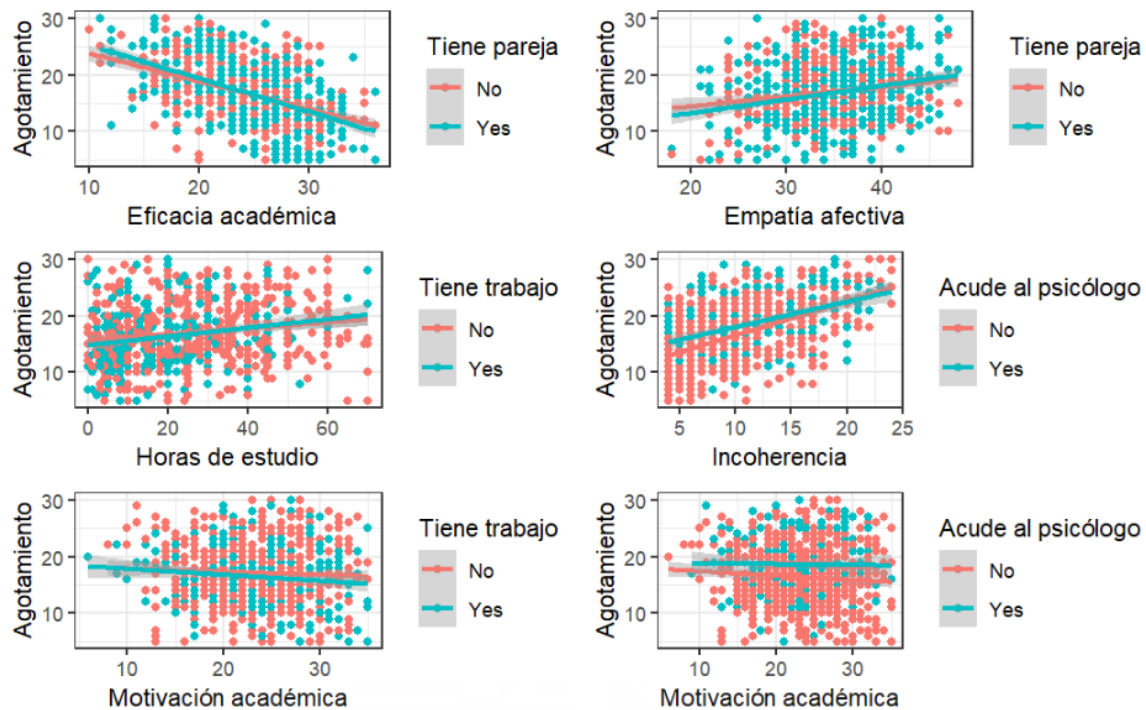 Agotamiento
30
20
10
10
20
30
Eficacia académica
Tiene pareja
No
Yes
Agotamiento
30
20
10
20
30
40
Empatía afectiva
Tiene pareja
No
Yes
Agotamiento
30
20
10
0
20
40
60
Horas de estudio
Tiene trabajo
No
Yes
Agotamiento
30
20
10
5
10
15
20
25
Incoherencia
Acude al psicólogo
No
Yes
Agotamiento
30
20
10
10
20
30
Motivación académica
Tiene trabajo
No
Yes
Agotamiento
30
20
10
10
20
30
Motivación académica
Acude al psicólogo
No
Yes